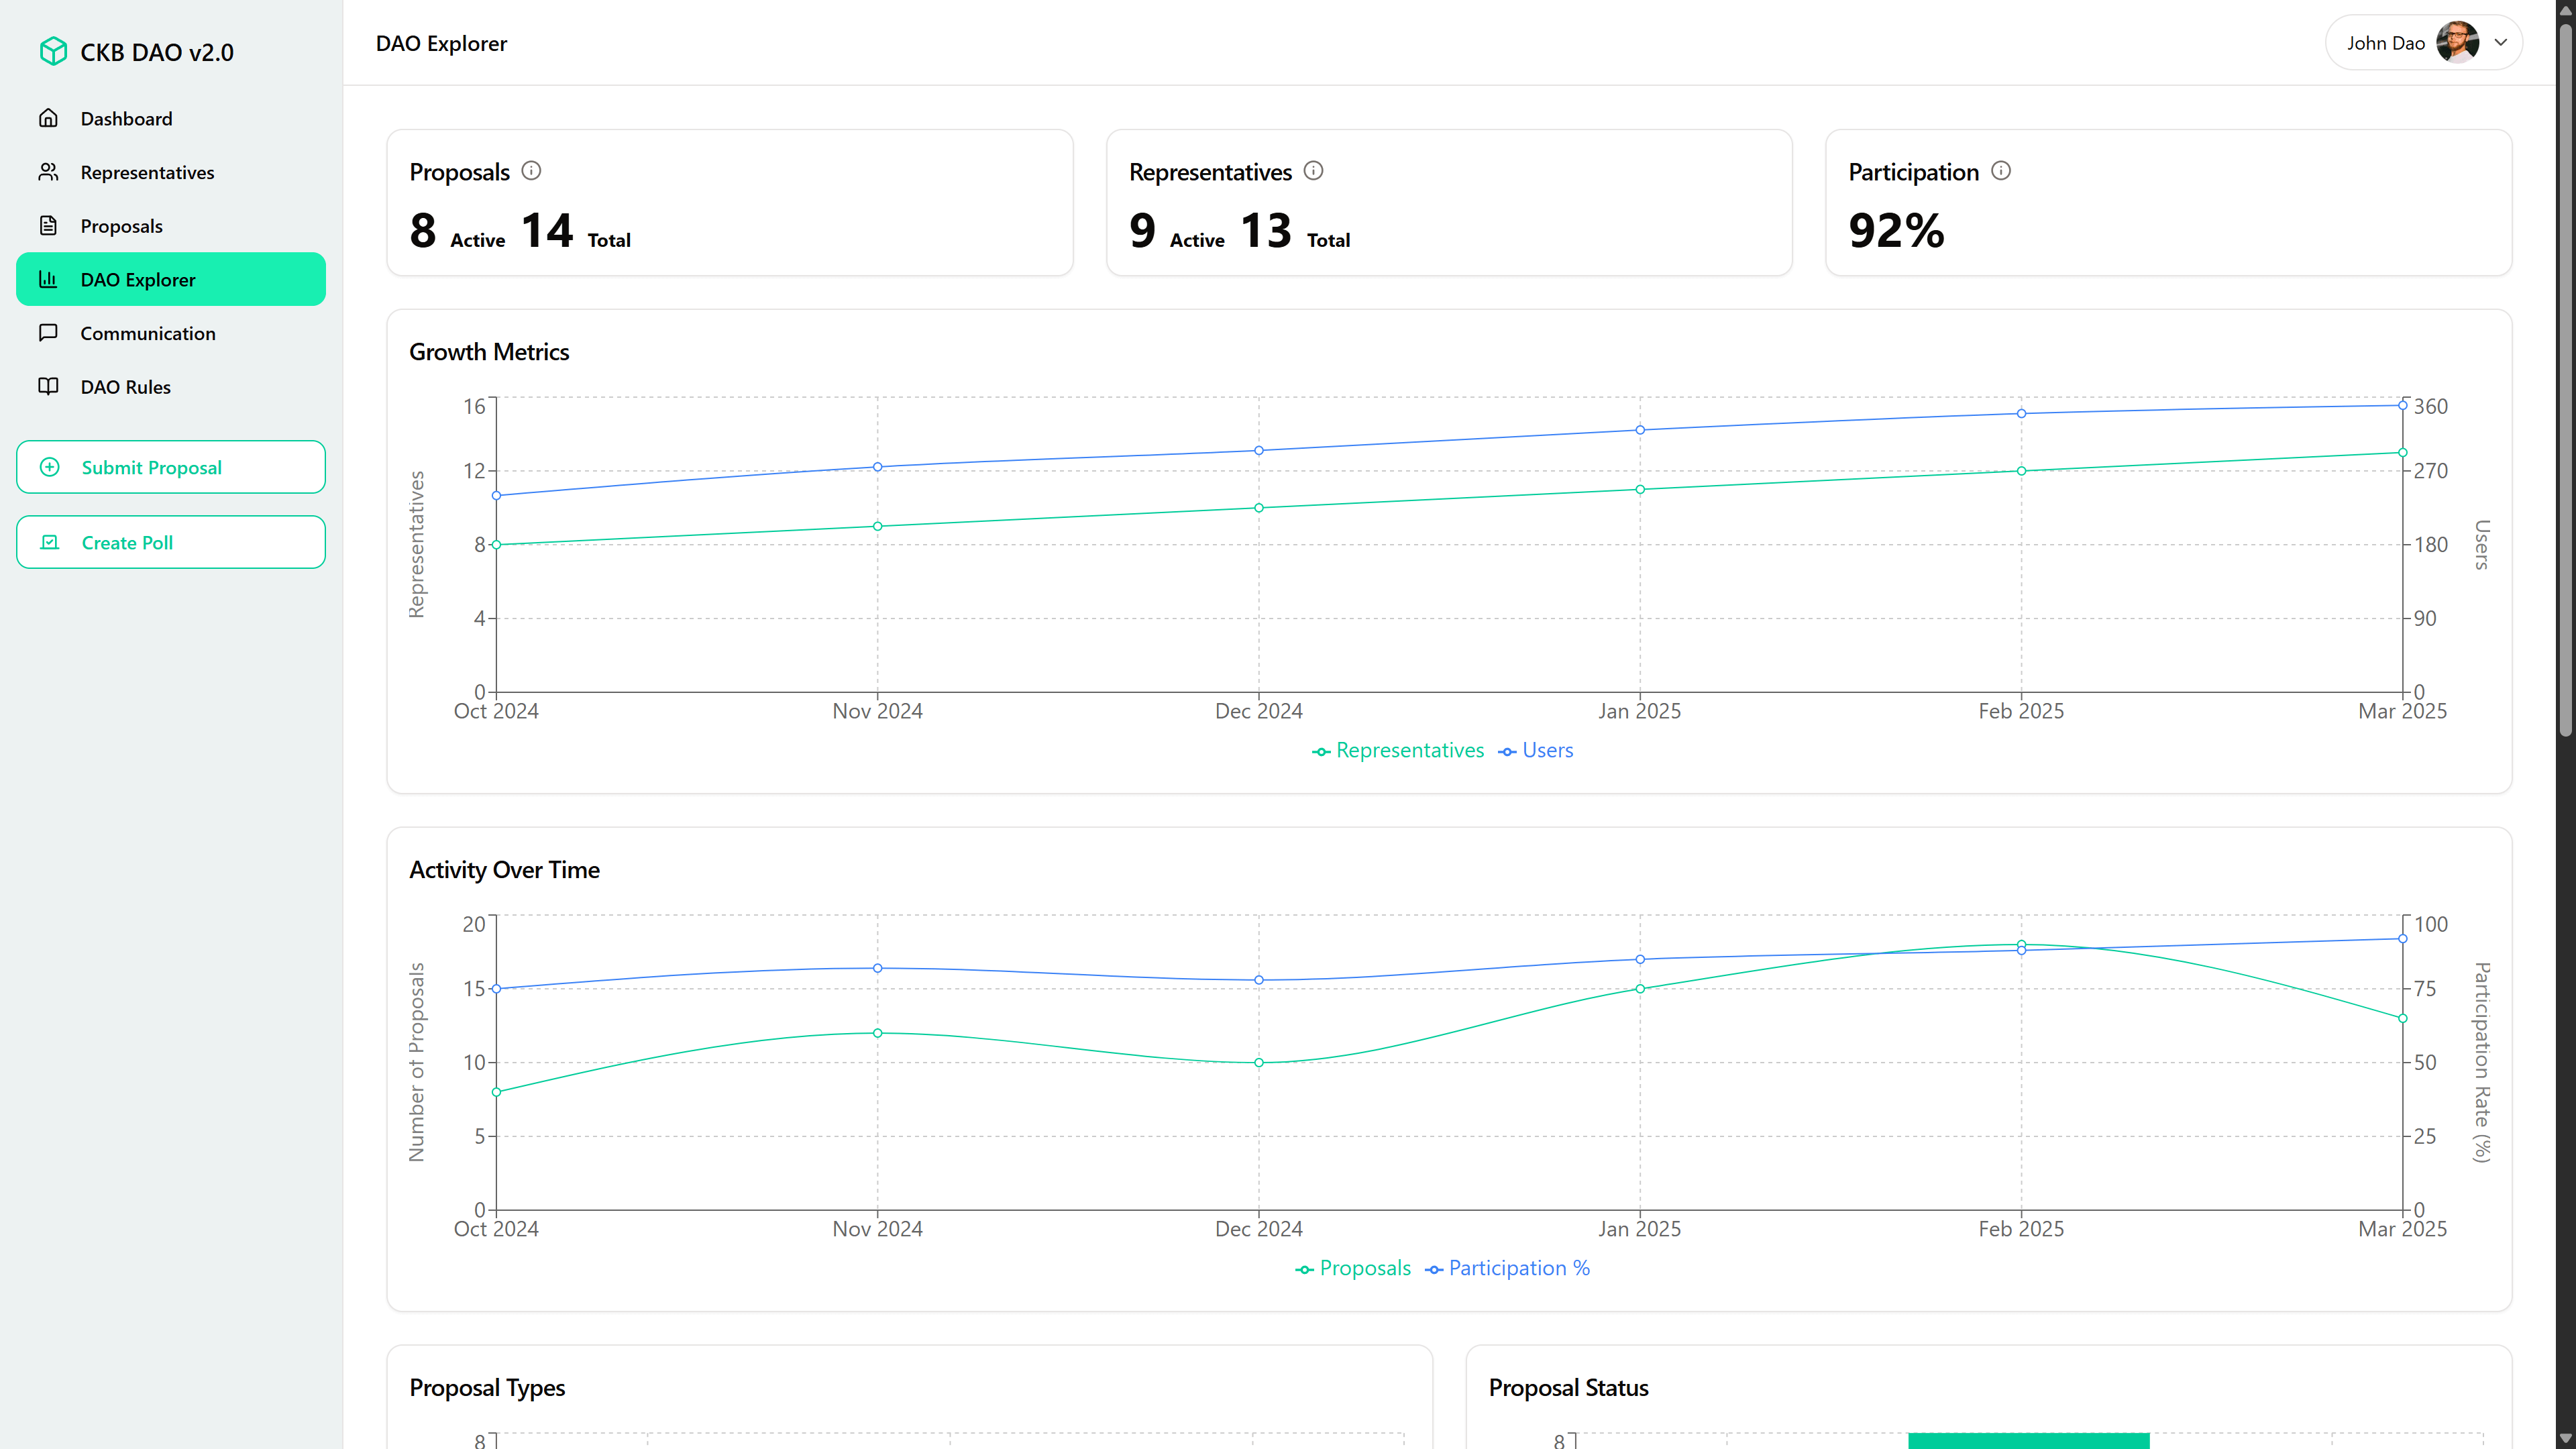 CKB DAO v2.0
Dashboard
Representatives
Proposals
DAO Explorer
Communication
DAO Rules
Submit Proposal
Create Poll
DAO Explorer
John Dao
Proposals
8 Active 14 Total
Representatives
9 Active 13 Total
Participation
92%
Growth Metrics
Representatives
16
12
8
4
0
360
270
180
90
0
Users
Oct 2024 Nov 2024 Dec 2024 Jan 2025 Feb 2025 Mar 2025
Representatives Users
Activity Over Time
Number of Proposals
20
15
10
5
0
100
75
50
25
0
Participation Rate (%)
Oct 2024 Nov 2024 Dec 2024 Jan 2025 Feb 2025 Mar 2025
Proposals Participation %
Proposal Types
8
Proposal Status
8